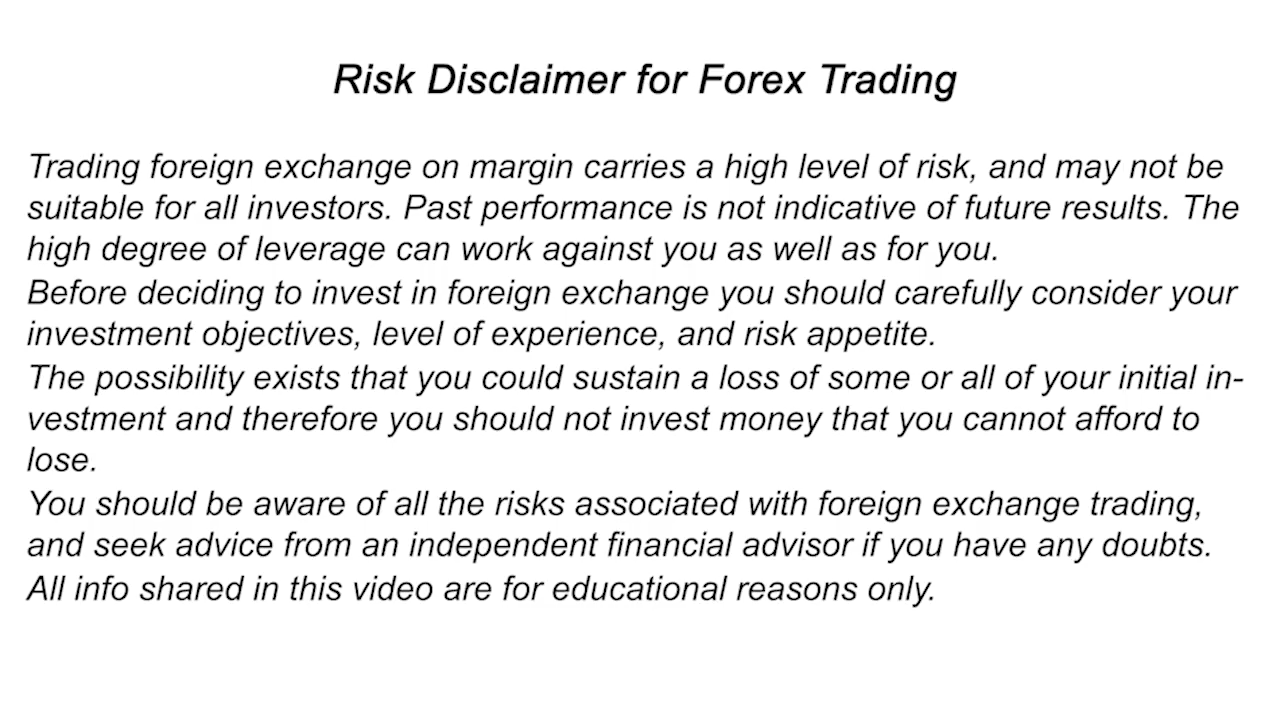 Risk Disclaimer for Forex Trading
Trading foreign exchange on margin carries a high level of risk, and may not be
suitable for all investors. Past performance is not indicative of future results. The
high degree of leverage can work against you as well as for you.
Before deciding to invest in foreign exchange you should carefully consider your
investment objectives, level of experience, and risk appetite.
The possibility exists that you could sustain a loss of some or all of your initial in-
vestment and therefore you should not invest money that you cannot afford to
lose.
You should be aware of all the risks associated with foreign exchange trading,
and seek advice from an independent financial advisor if you have any doubts.
All info shared in this video are for educational reasons only.